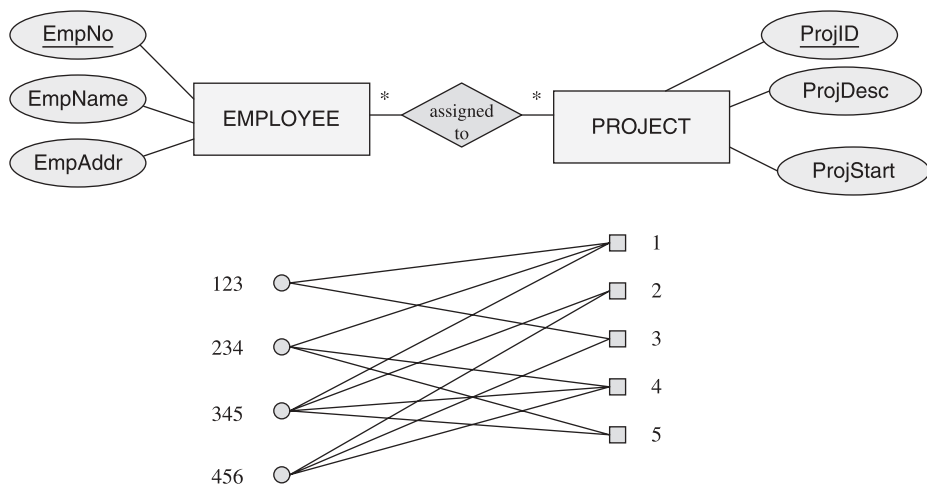 EmpNo
ProjID
EmpName
EMPLOYEE
*
assigned
to
*
PROJECT
ProjDesc
EmpAddr
ProjStart
1
123
2
234
3
4
345
5
456